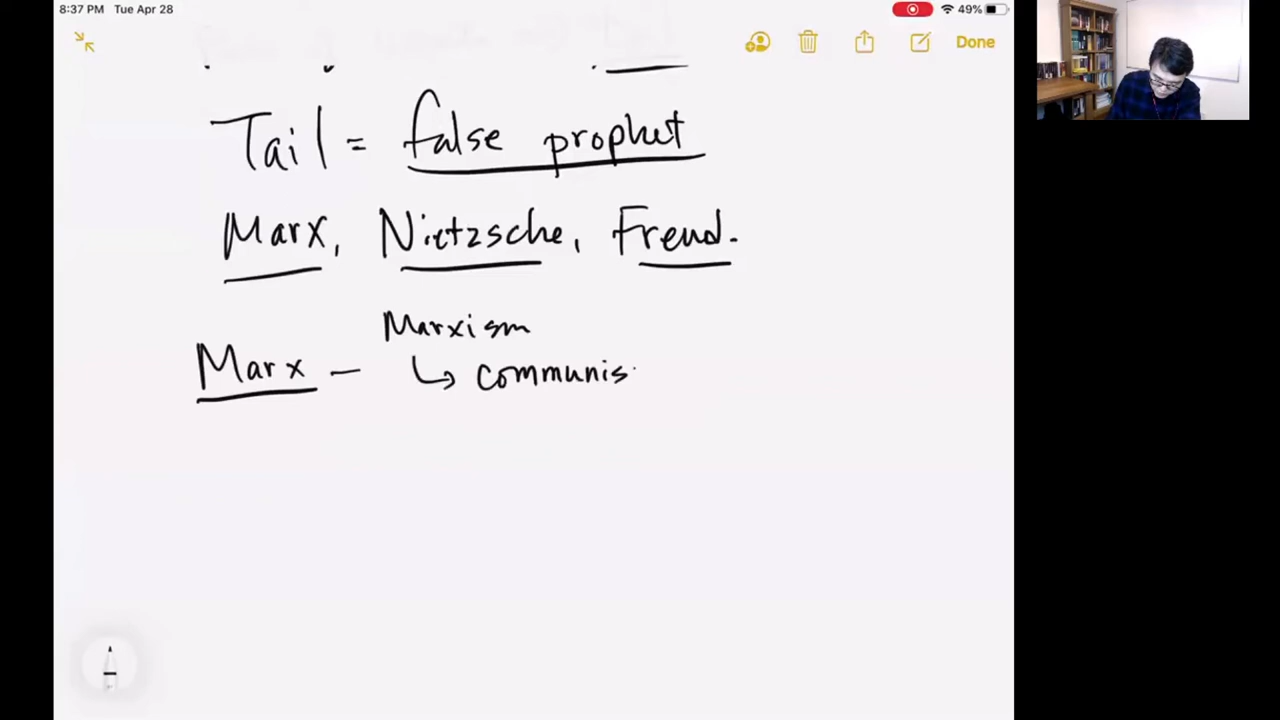 8:37 PM Tue Apr 28 49%
Done
Tail = false prophet
Marx, Nietzsche, Freud.
Marxism
Marx — ↳ communis